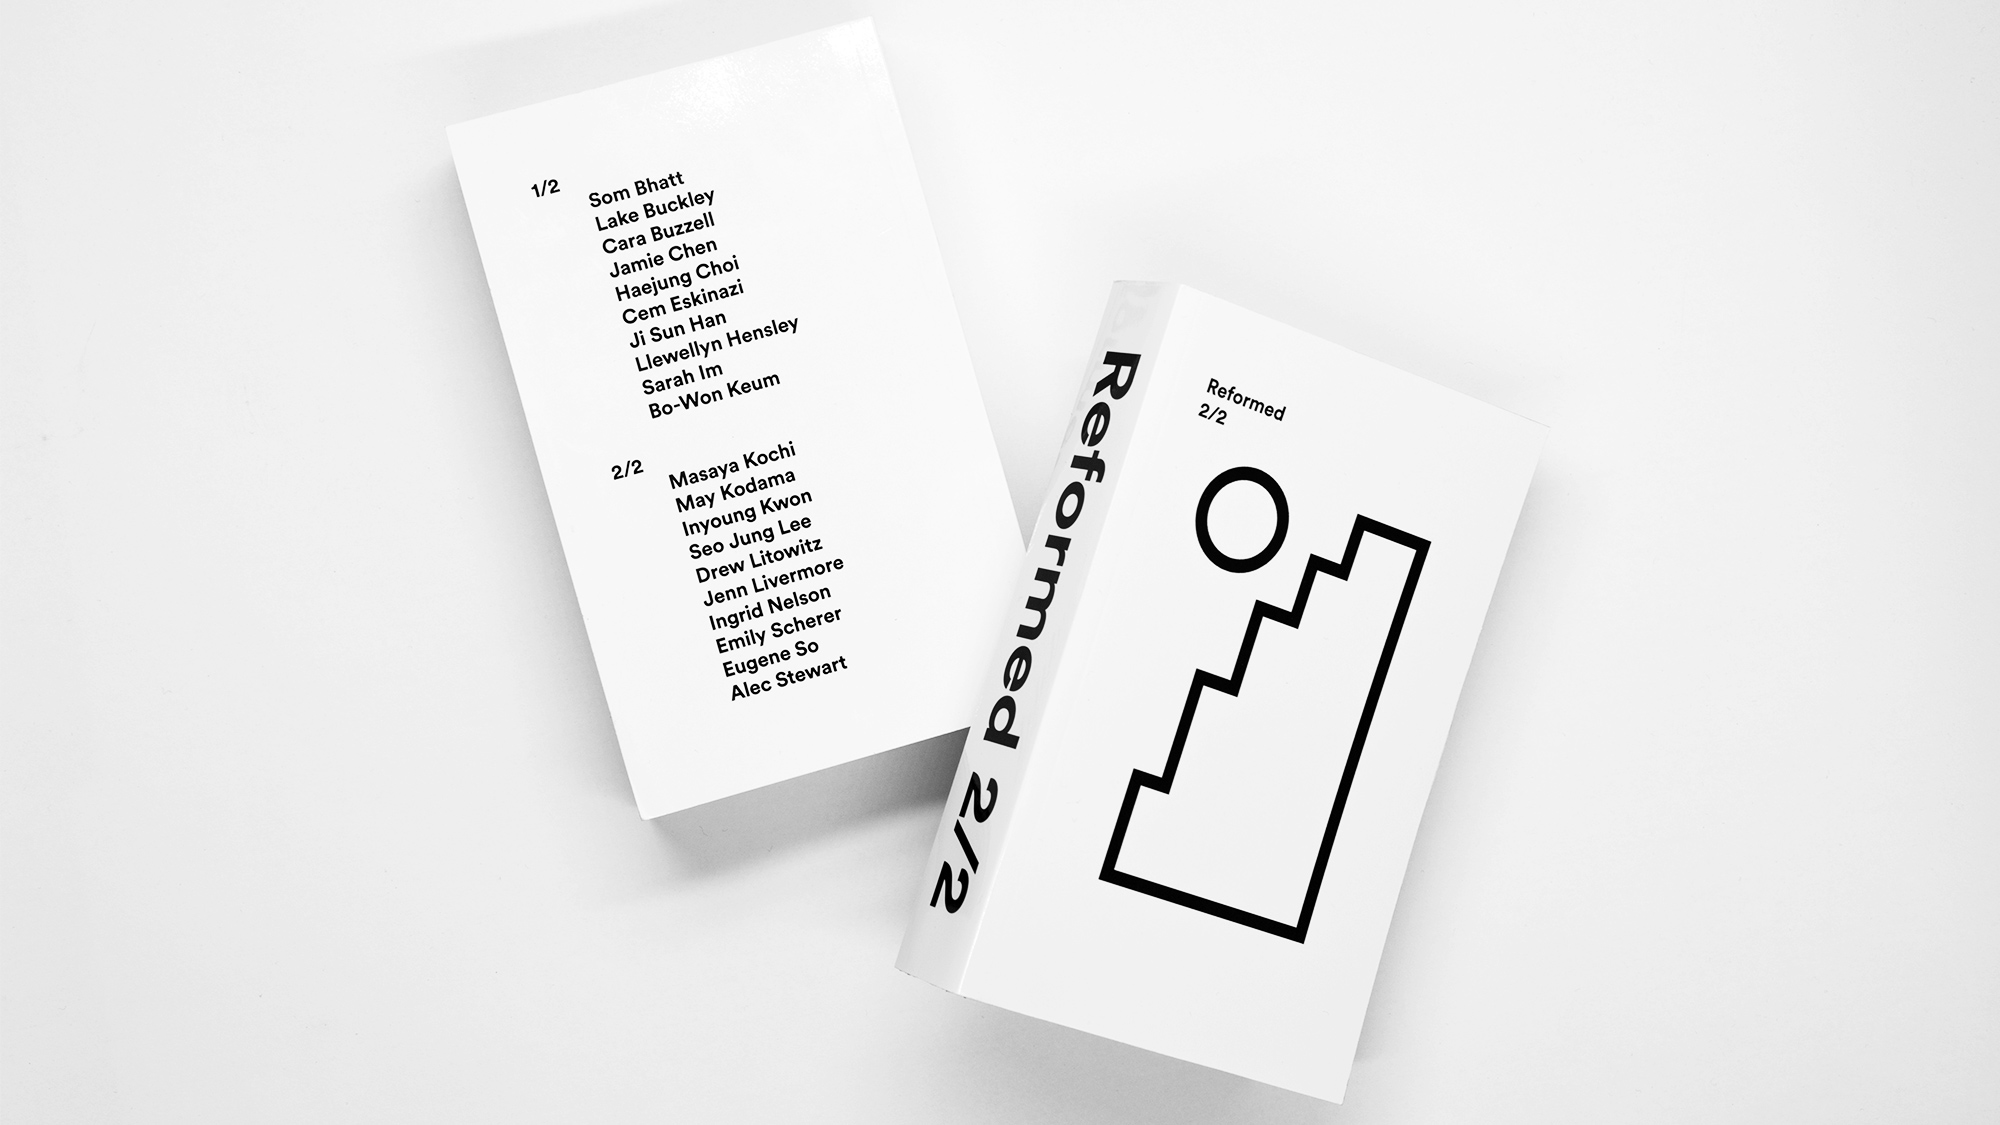 1/2
Som Bhatt
Lake Buckley
Cara Buzzell
Jamie Chen
Haejung Choi
Cem Eskinazi
Ji Sun Han
Llewellyn Hensley
Sarah Im
Bo-Won Keum
2/2
Masaya Kochi
May Kodama
Inyoung Kwon
Seo Jung Lee
Drew Litowitz
Jenn Livermore
Ingrid Nelson
Emily Scherer
Eugene So
Alec Stewart
Reformed 2/2
Reformed
2/2